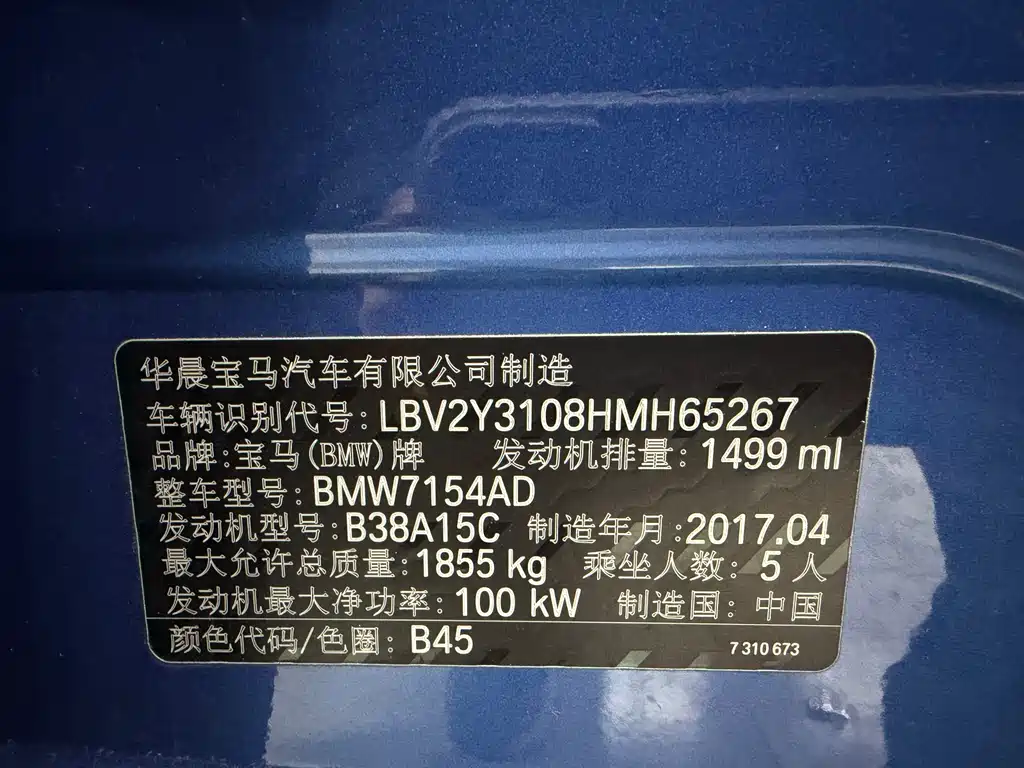 华晨宝马汽车有限公司制造
车辆识别代号: LBV2Y3108HMH65267
品牌: 宝马(BMW)牌 发动机排量: 1499 ml
整车型号: BMW7154AD
发动机型号: B38A15C 制造年月: 2017.04
最大允许总质量: 1855 kg 乘坐人数: 5 人
发动机最大净功率: 100 kW 制造国: 中国
颜色代码/色圈: B45 7 310 673